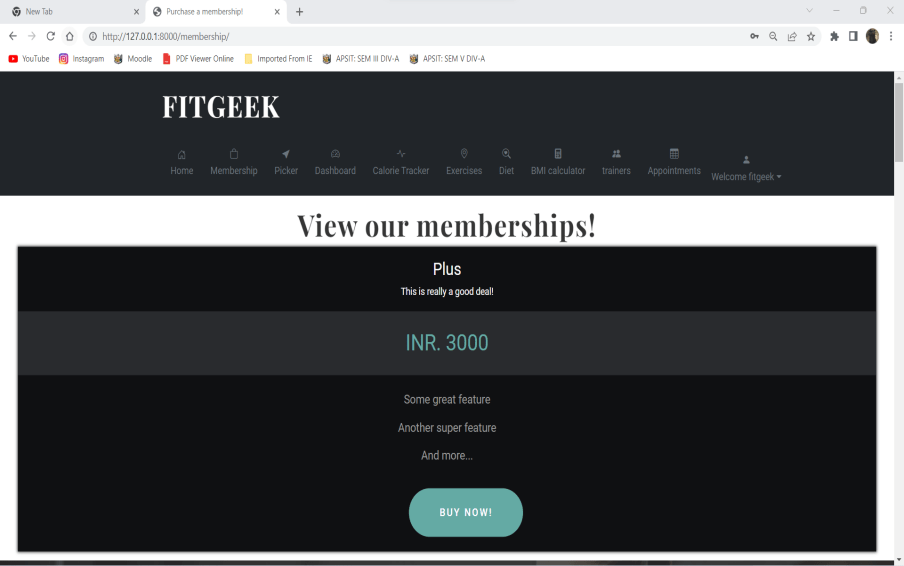 New Tab
Purchase a membership!
http://127.0.0.1:8000/membership/
YouTube Instagram Moodle PDF Viewer Online Imported From IE APSIT: SEM III DIV-A APSIT: SEM V DIV-A
FITGEEK
Home Membership Picker Dashboard Calorie Tracker Exercises Diet BMI calculator trainers Appointments Welcome fitgeek
View our memberships!
Plus
This is really a good deal!
INR. 3000
Some great feature
Another super feature
And more...
BUY NOW!